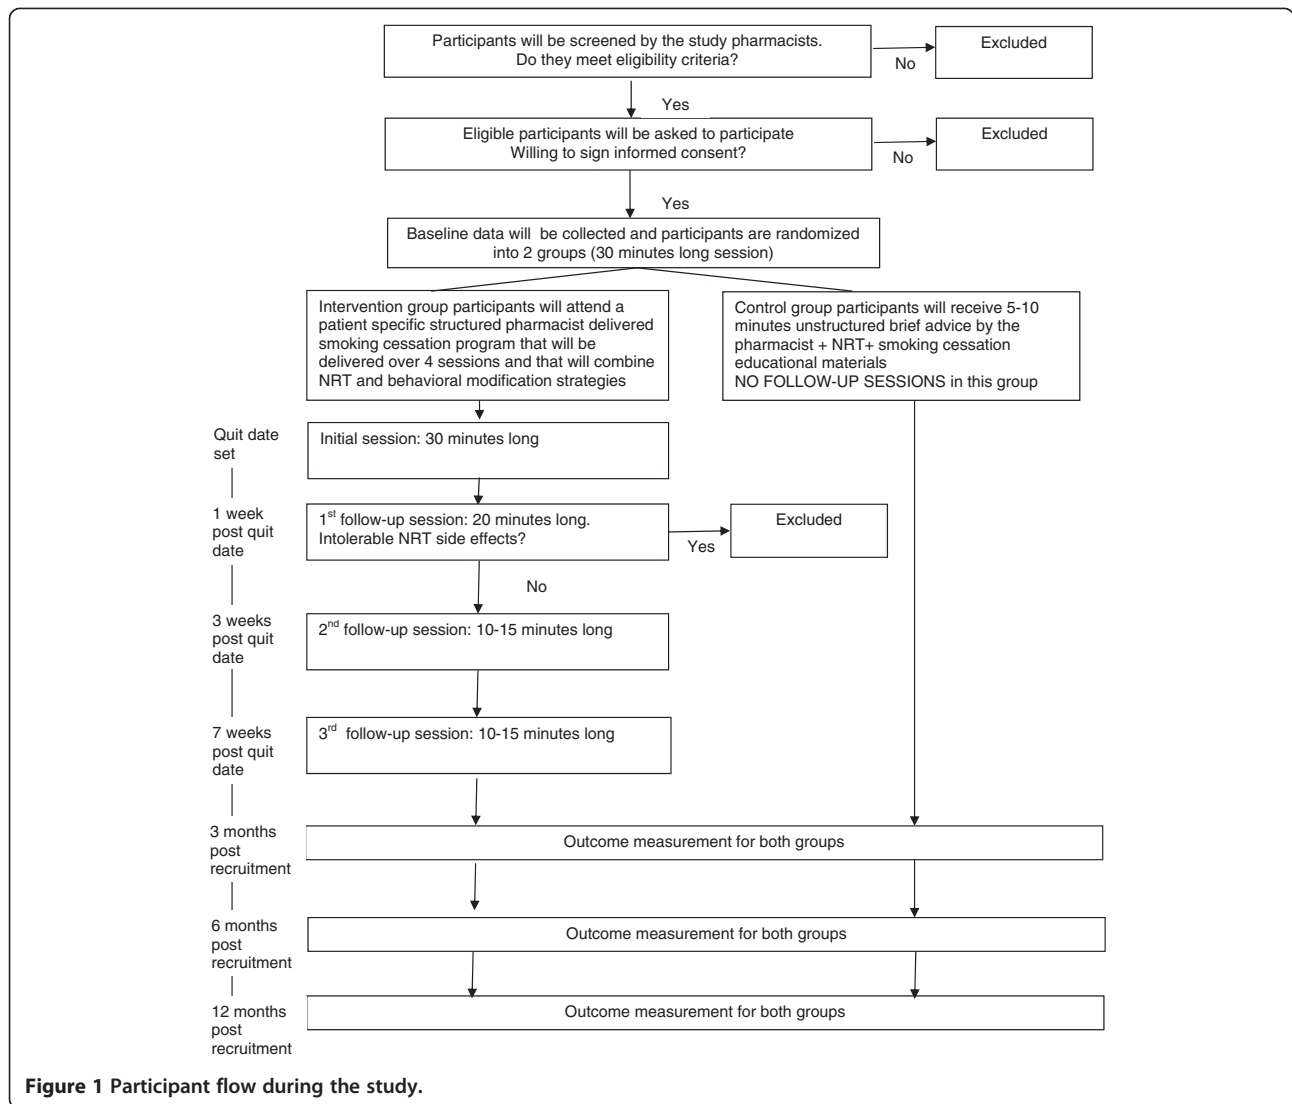 Participants will be screened by the study pharmacists.
Do they meet eligibility criteria?
No
Excluded
Yes
Eligible participants will be asked to participate
Willing to sign informed consent?
No
Excluded
Yes
Baseline data will be collected and participants are randomized
into 2 groups (30 minutes long session)
Intervention group participants will attend a
patient specific structured pharmacist delivered
smoking cessation program that will be
delivered over 4 sessions and that will combine
NRT and behavioral modification strategies
Control group participants will receive 5-10
minutes unstructured brief advice by the
pharmacist + NRT+ smoking cessation
educational materials
NO FOLLOW-UP SESSIONS in this group
Quit date
set
Initial session: 30 minutes long
1 week
post quit
date
1st follow-up session: 20 minutes long.
Intolerable NRT side effects?
Yes
Excluded
No
3 weeks
post quit
date
2nd follow-up session: 10-15 minutes long
7 weeks
post quit
date
3rd follow-up session: 10-15 minutes long
3 months
post
recruitment
Outcome measurement for both groups
6 months
post
recruitment
Outcome measurement for both groups
12 months
post
recruitment
Outcome measurement for both groups
Figure 1 Participant flow during the study.